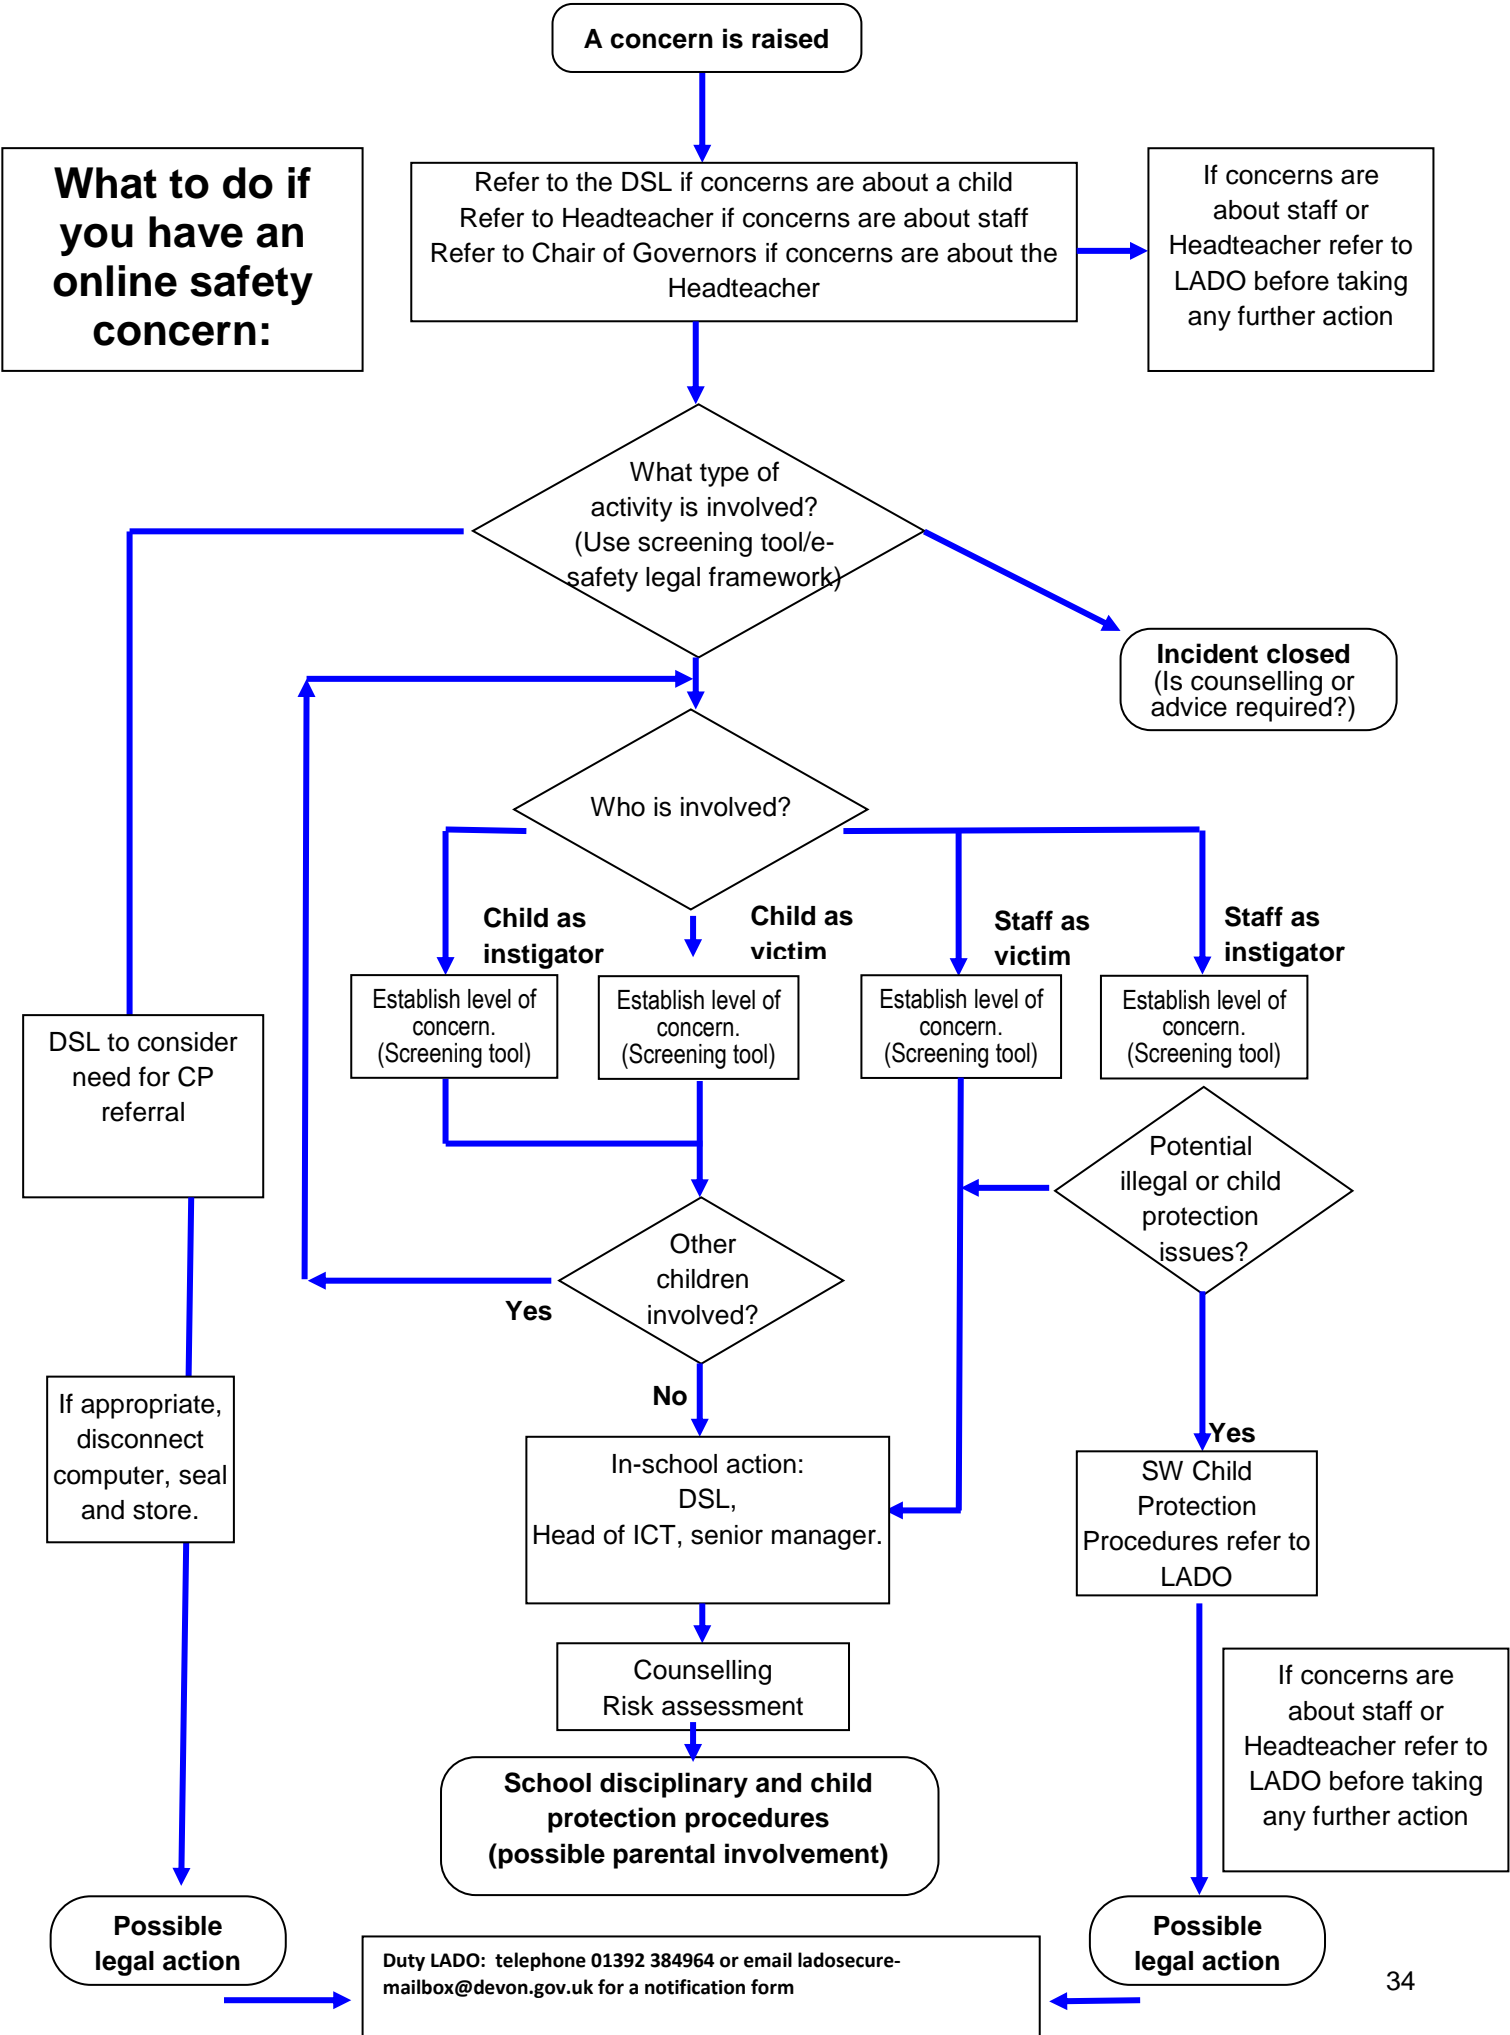 A concern is raised
What to do if
you have an
online safety
concern:
Refer to the DSL if concerns are about a child
Refer to Headteacher if concerns are about staff
Refer to Chair of Governors if concerns are about the
Headteacher
If concerns are
about staff or
Headteacher refer to
LADO before taking
any further action
What type of
activity is involved?
(Use screening tool/e-
safety legal framework)
Incident closed
(Is counselling or
advice required?)
Who is involved?
Child as
instigator
Child as
victim
Staff as
victim
Staff as
instigator
Establish level of
concern.
(Screening tool)
Establish level of
concern.
(Screening tool)
Establish level of
concern.
(Screening tool)
Establish level of
concern.
(Screening tool)
DSL to consider
need for CP
referral
Potential
illegal or child
protection
issues?
Other
children
involved?
Yes
No
If appropriate,
disconnect
computer, seal
and store.
In-school action:
DSL,
Head of ICT, senior manager.
Yes
SW Child
Protection
Procedures refer to
LADO
Counselling
Risk assessment
If concerns are
about staff or
Headteacher refer to
LADO before taking
any further action
School disciplinary and child
protection procedures
(possible parental involvement)
Possible
legal action
Possible
legal action
Duty LADO: telephone 01392 384964 or email ladosecure-
mailbox@devon.gov.uk for a notification form
34